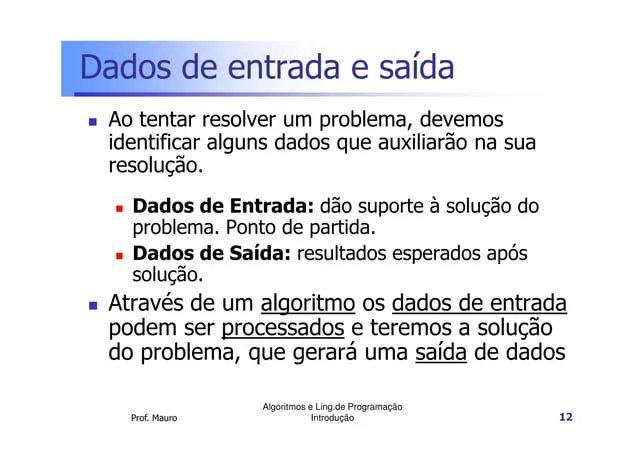 Dados de entrada e saída
Ao tentar resolver um problema, devemos
identificar alguns dados que auxiliarão na sua
resolução.
Dados de Entrada: dão suporte à solução do
problema. Ponto de partida.
Dados de Saída: resultados esperados após
solução.
Através de um algoritmo os dados de entrada
podem ser processados e teremos a solução
do problema, que gerará uma saída de dados
Prof. Mauro
Algoritmos e Ling.de Programação
Introdução
12